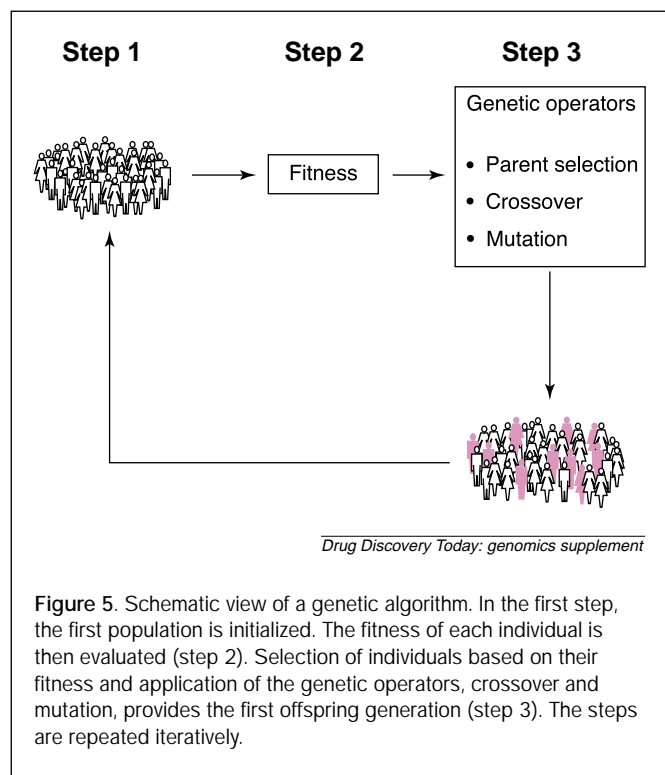 Step 1 Step 2 Step 3
Genetic operators
Fitness
• Parent selection
• Crossover
• Mutation
Drug Discovery Today: genomics supplement
Figure 5. Schematic view of a genetic algorithm. In the first step,
the first population is initialized. The fitness of each individual is
then evaluated (step 2). Selection of individuals based on their
fitness and application of the genetic operators, crossover and
mutation, provides the first offspring generation (step 3). The steps
are repeated iteratively.